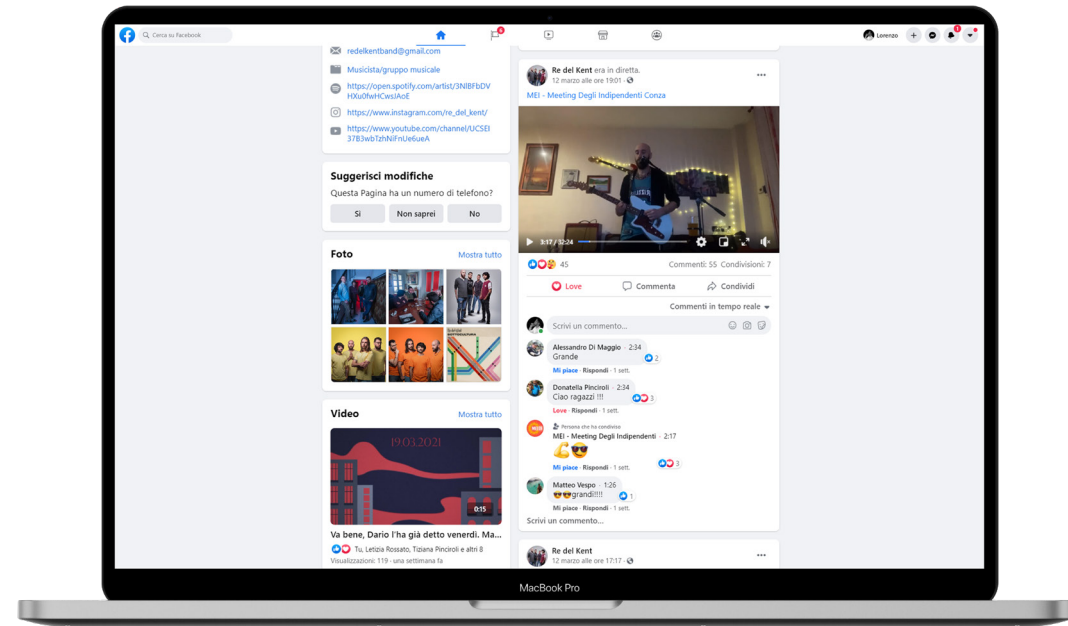 Cerca su Facebook
6
Lorenzo
1
redelkentband@gmail.com
Musicista/gruppo musicale
https://open.spotify.com/artist/3NIBFbDV
HXu0fwHCwsJAoE
https://www.instagram.com/re_del_kent/
https://www.youtube.com/channel/UCSEI
37B3wbTzhNiFnUe6ueA
Suggerisci modifiche
Questa Pagina ha un numero di telefono?
Sì
Non saprei
No
Foto
Mostra tutto
Video
Mostra tutto
19.03.2021
0:15
Va bene, Dario l'ha già detto venerdì. Ma...
Tu, Letizia Rossato, Tiziana Pinciroli e altri 8
Visualizzazioni: 119 · una settimana fa
Re del Kent era in diretta.
12 marzo alle ore 19:01 ·
MEI - Meeting Degli Indipendenti Conza
3:17 / 32:24
45
Commenti: 55 Condivisioni: 7
Love
Commenta
Condividi
Commenti in tempo reale
Scrivi un commento...
Alessandro Di Maggio · 2:34
Grande
2
Mi piace · Rispondi · 1 sett.
Donatella Pinciroli · 2:34
Ciao ragazzi !!!
3
Love · Rispondi · 1 sett.
Persona che ha condiviso
MEI - Meeting Degli Indipendenti · 2:17
💪😎
3
Mi piace · Rispondi · 1 sett.
Matteo Vespo · 1:26
😎😎grandi!!!!
1
Mi piace · Rispondi · 1 sett.
Scrivi un commento...
Re del Kent
12 marzo alle ore 17:17 ·
MacBook Pro